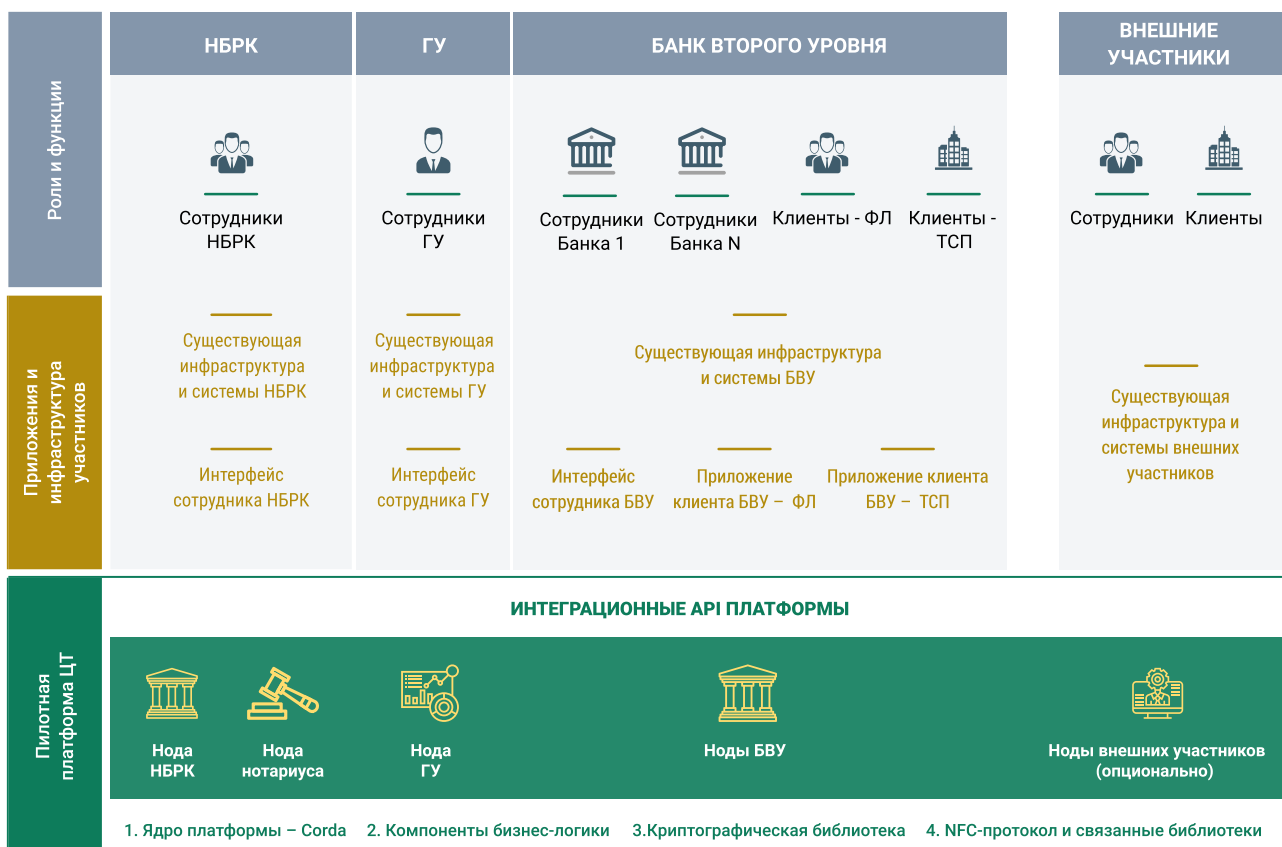 НБРК
ГУ
БАНК ВТОРОГО УРОВНЯ
ВНЕШНИЕ
УЧАСТНИКИ
Роли и функции
Сотрудники
НБРК
Сотрудники
ГУ
Сотрудники
Банка 1
Сотрудники
Банка N
Клиенты - ФЛ
Клиенты -
ТСП
Сотрудники
Клиенты
Приложения и
инфраструктура
участников
Существующая
инфраструктура
и системы НБРК
Существующая
инфраструктура
и системы ГУ
Существующая инфраструктура
и системы БВУ
Существующая
инфраструктура и
системы внешних
участников
Интерфейс
сотрудника НБРК
Интерфейс
сотрудника ГУ
Интерфейс
сотрудника БВУ
Приложение
клиента БВУ – ФЛ
Приложение клиента
БВУ – ТСП
Пилотная
платформа ЦТ
ИНТЕГРАЦИОННЫЕ API ПЛАТФОРМЫ
Нода
НБРК
Нода
нотариуса
Нода
ГУ
Ноды БВУ
Ноды внешних участников
(опционально)
1. Ядро платформы – Corda
2. Компоненты бизнес-логики
3.Криптографическая библиотека
4. NFC-протокол и связанные библиотеки